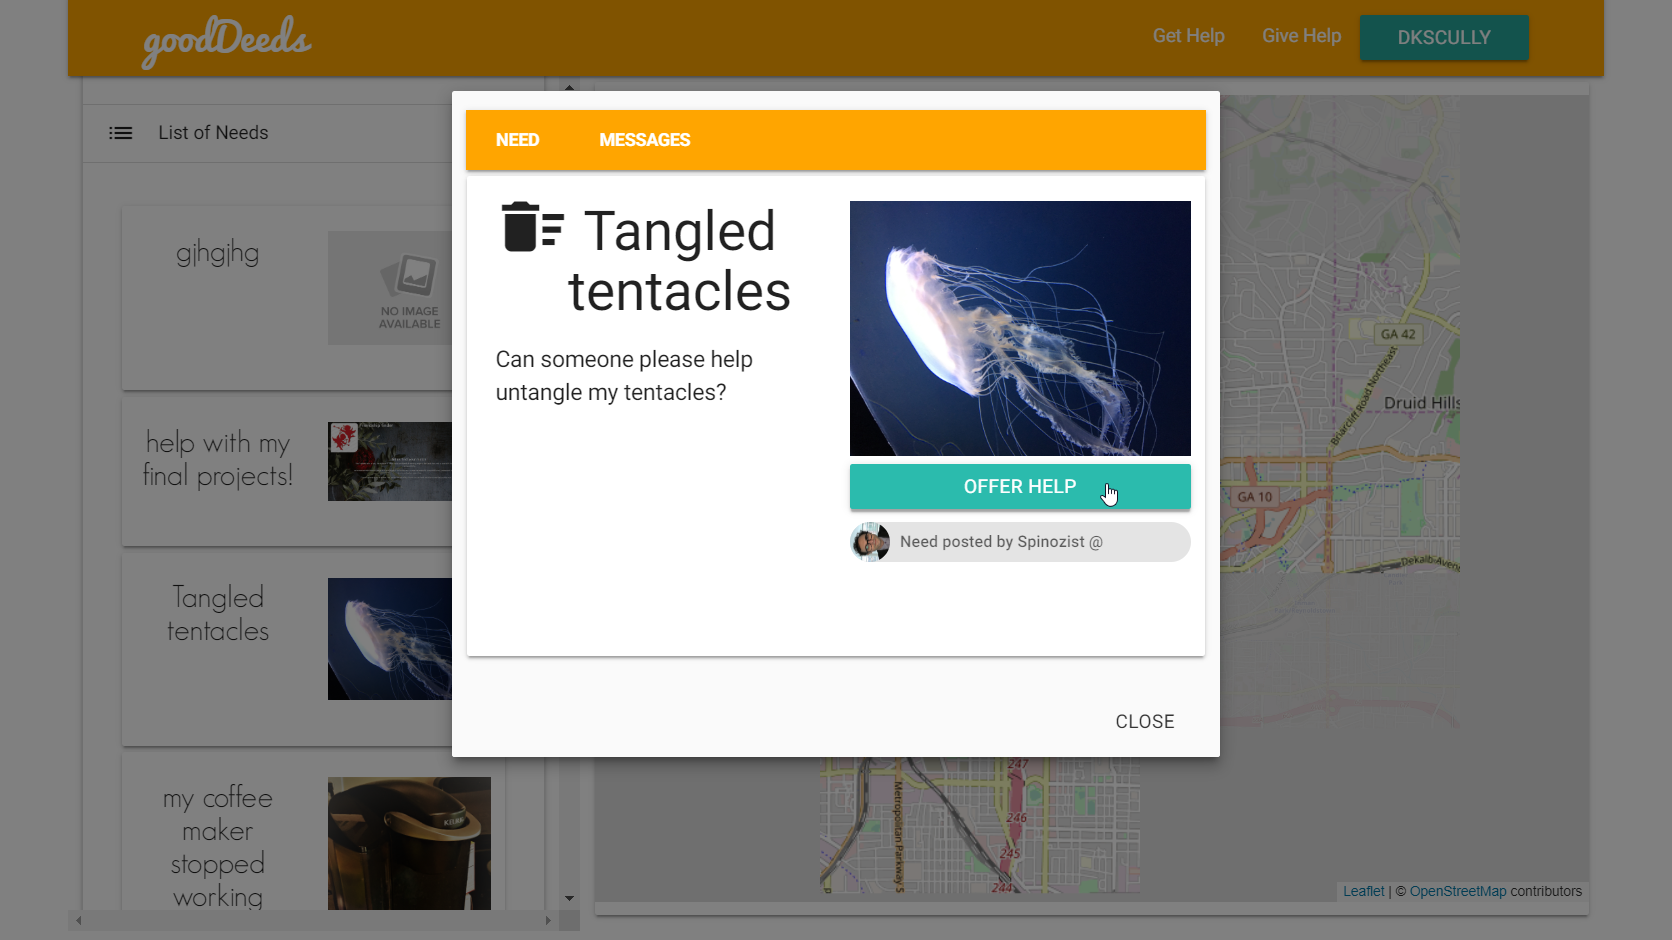 goodDeeds
Get Help
Give Help
DKSCULLY
List of Needs
gjhgjhg
NO IMAGE
AVAILABLE
help with my
final projects!
Tangled
tentacles
my coffee
maker
stopped
working
NEED
MESSAGES
Tangled
tentacles
Can someone please help
untangle my tentacles?
OFFER HELP
Need posted by Spinozist @
CLOSE
GA 42
Briarcliff Road Northeast
Druid Hills
GA 10
Dekalb Aven
Metropolitan Parkway S
247
246
245
244
Leaflet | © OpenStreetMap contributors